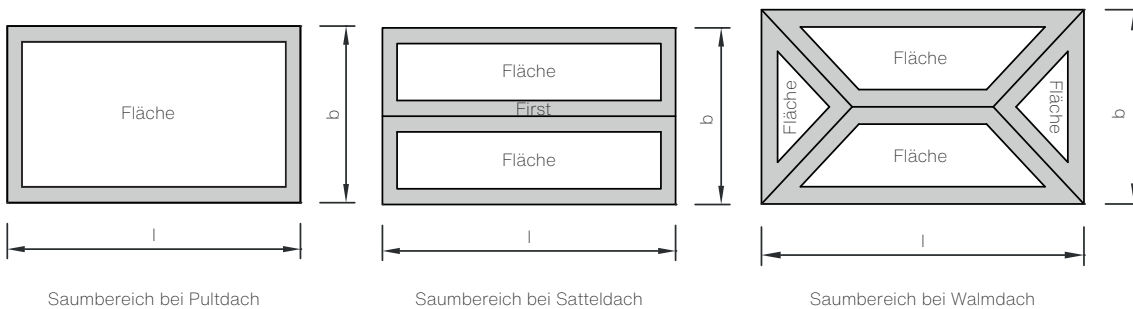 Fläche
b
l
Saumbereich bei Pultdach
Fläche
First
Fläche
b
l
Saumbereich bei Satteldach
Fläche
Fläche
Fläche
Fläche
b
l
Saumbereich bei Walmdach